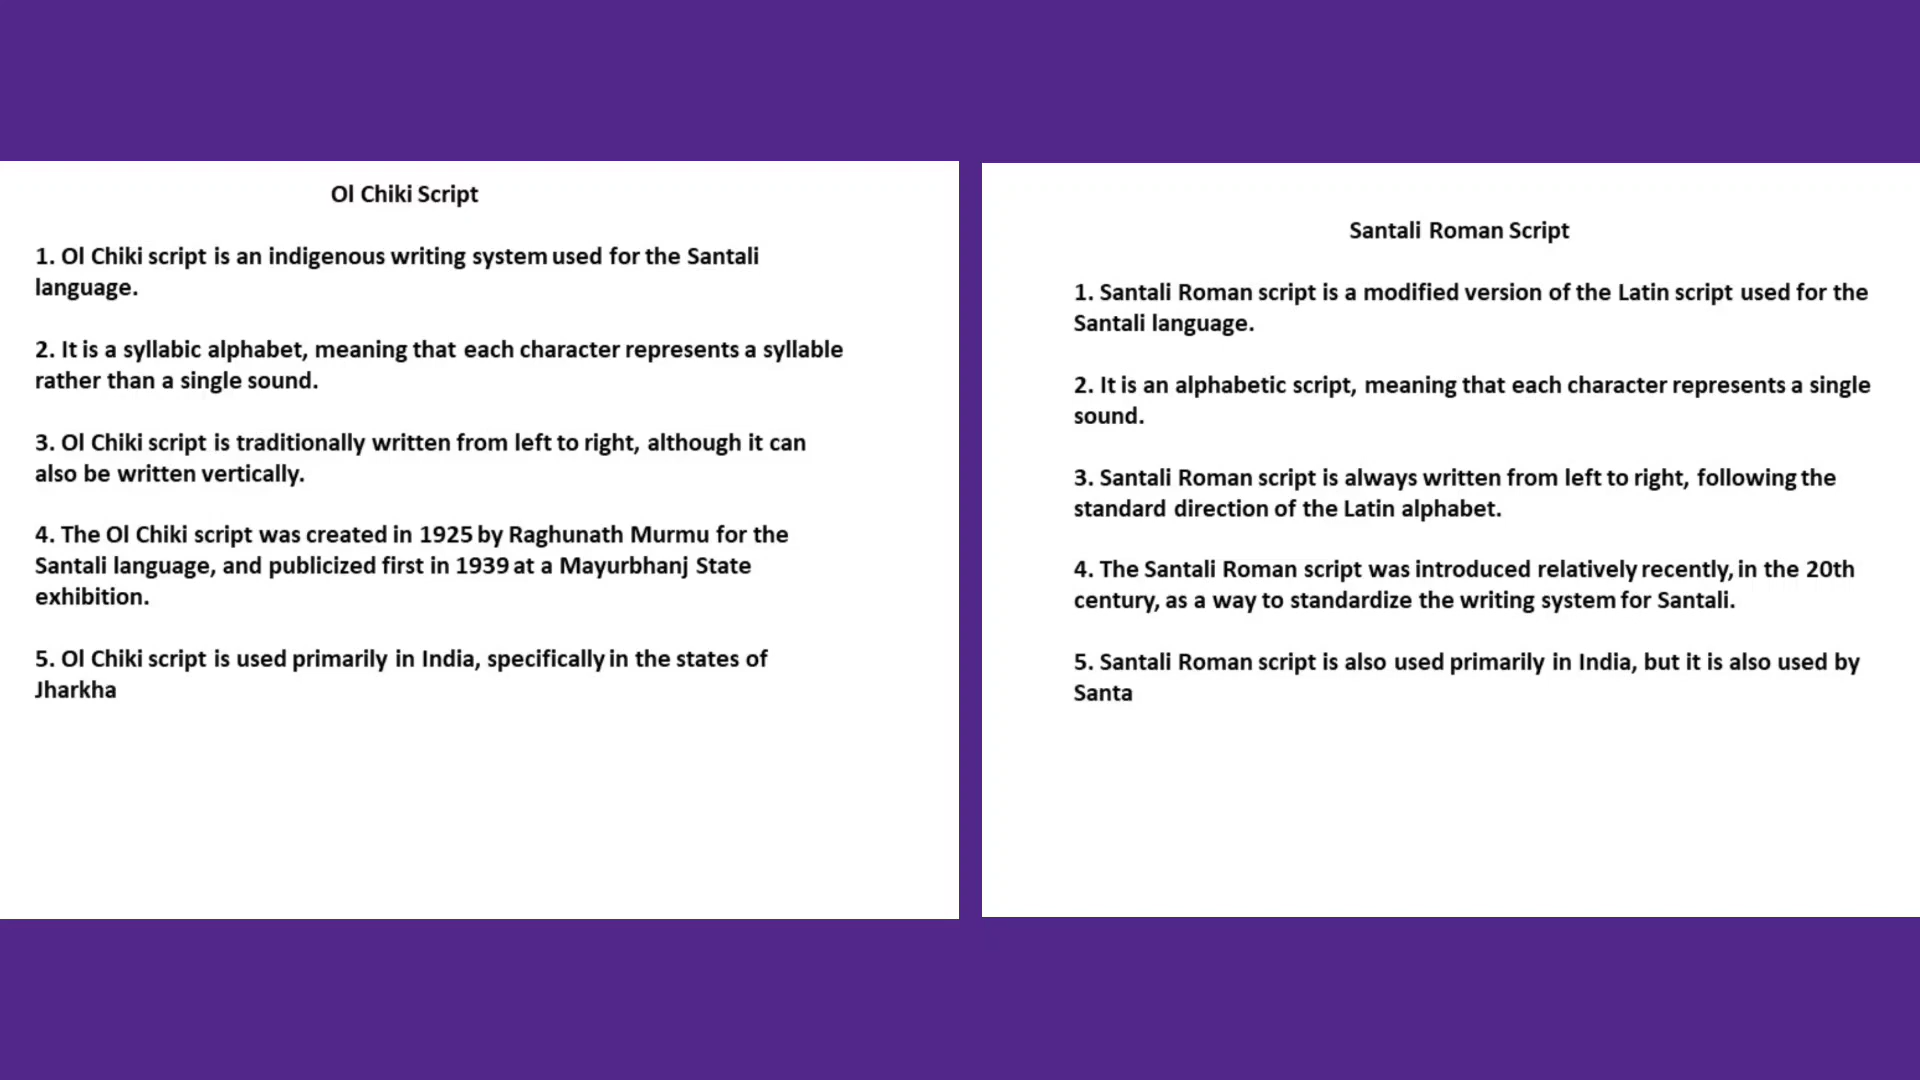 Ol Chiki Script
1. Ol Chiki script is an indigenous writing system used for the Santali
language.
2. It is a syllabic alphabet, meaning that each character represents a syllable
rather than a single sound.
3. Ol Chiki script is traditionally written from left to right, although it can
also be written vertically.
4. The Ol Chiki script was created in 1925 by Raghunath Murmu for the
Santali language, and publicized first in 1939 at a Mayurbhanj State
exhibition.
5. Ol Chiki script is used primarily in India, specifically in the states of
Jharkha
Santali Roman Script
1. Santali Roman script is a modified version of the Latin script used for the
Santali language.
2. It is an alphabetic script, meaning that each character represents a single
sound.
3. Santali Roman script is always written from left to right, following the
standard direction of the Latin alphabet.
4. The Santali Roman script was introduced relatively recently, in the 20th
century, as a way to standardize the writing system for Santali.
5. Santali Roman script is also used primarily in India, but it is also used by
Santa